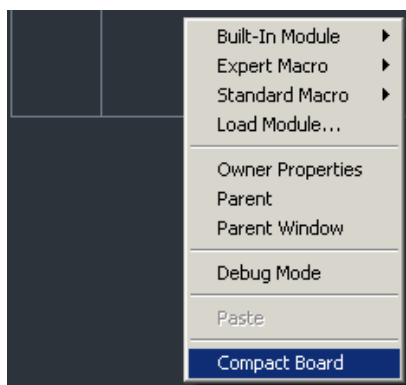 Built-In Module
Expert Macro
Standard Macro
Load Module...
Owner Properties
Parent
Parent Window
Debug Mode
Paste
Compact Board